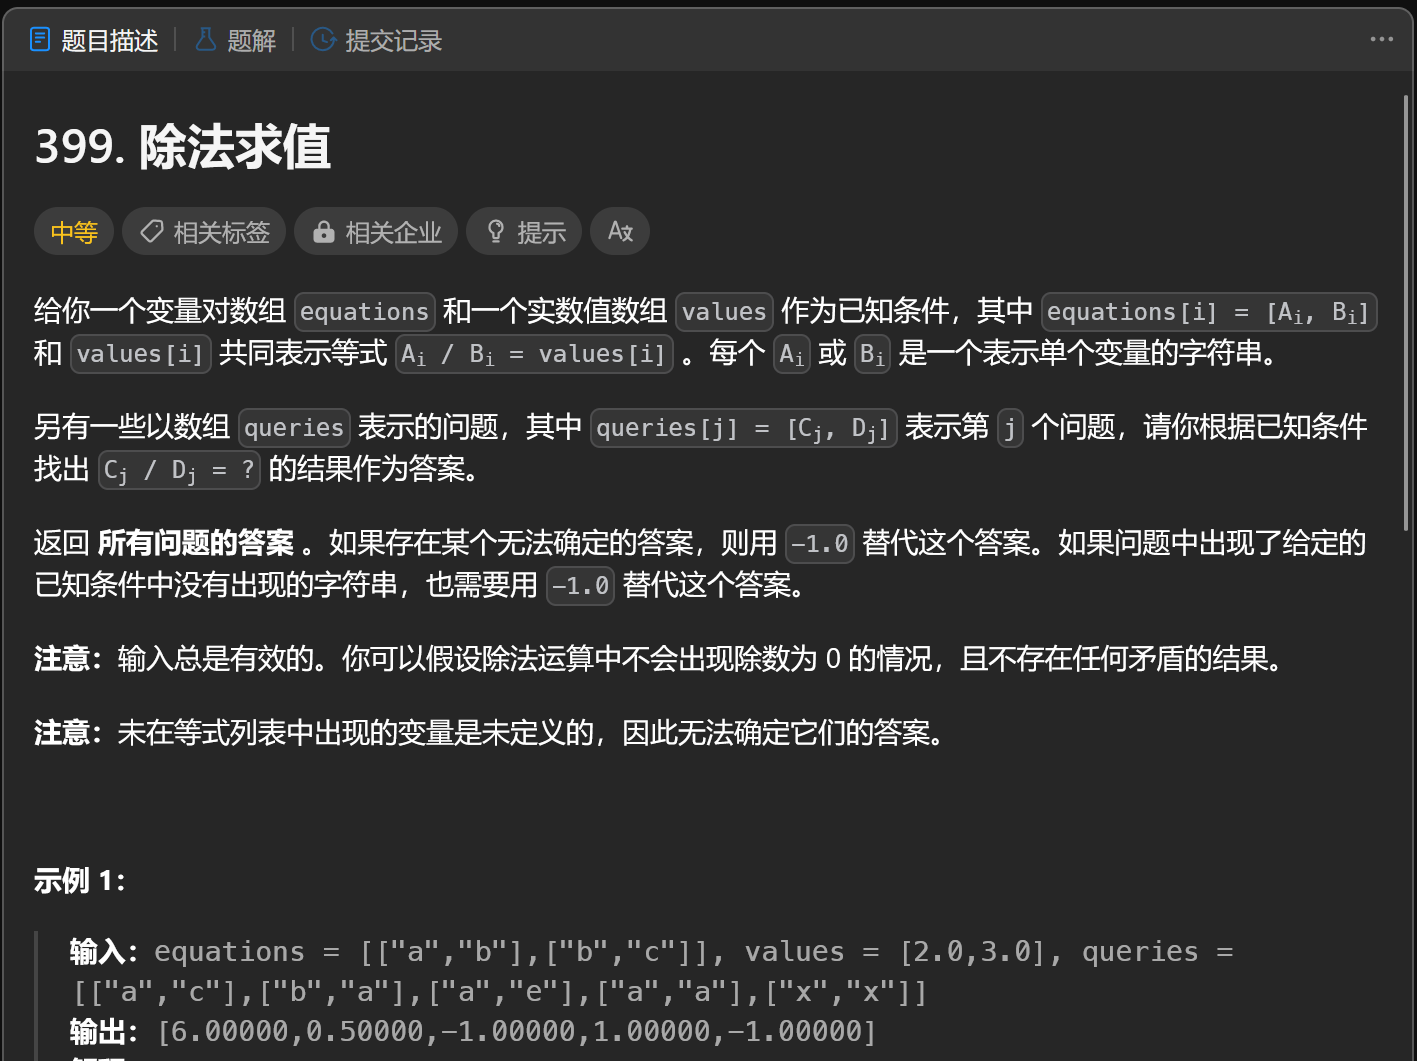 题目描述 题解 提交记录
399. 除法求值
中等 相关标签 相关企业 提示
给你一个变量对数组 equations 和一个实数值数组 values 作为已知条件，其中 equations[i] = [Ai, Bi]
和 values[i] 共同表示等式 Ai / Bi = values[i] 。每个 Ai 或 Bi 是一个表示单个变量的字符串。
另有一些以数组 queries 表示的问题，其中 queries[j] = [Cj, Dj] 表示第 j 个问题，请你根据已知条件
找出 Cj / Dj = ? 的结果作为答案。
返回 所有问题的答案 。如果存在某个无法确定的答案，则用 -1.0 替代这个答案。如果问题中出现了给定的
已知条件中没有出现的字符串，也需要用 -1.0 替代这个答案。
注意：输入总是有效的。你可以假设除法运算中不会出现除数为 0 的情况，且不存在任何矛盾的结果。
注意：未在等式列表中出现的变量是未定义的，因此无法确定它们的答案。
示例 1：
输入：equations = [["a","b"],["b","c"]], values = [2.0,3.0], queries =
[["a","c"],["b","a"],["a","e"],["a","a"],["x","x"]]
输出：[6.00000,0.50000,-1.00000,1.00000,-1.00000]